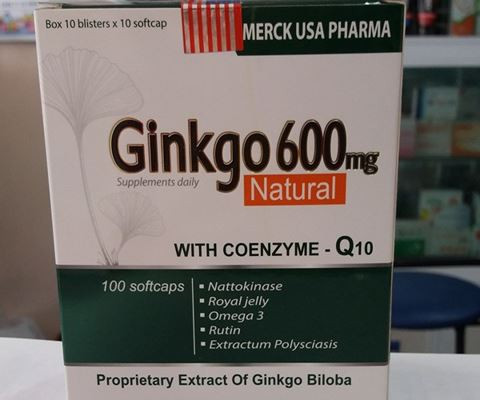 Box 10 blisters x 10 softcap
MERCK USA PHARMA
Ginkgo 600mg
Supplements daily
Natural
WITH COENZYME - Q10
100 softcaps
▪ Nattokinase
▪ Royal jelly
▪ Omega 3
▪ Rutin
▪ Extractum Polysciasis
Proprietary Extract Of Ginkgo Biloba